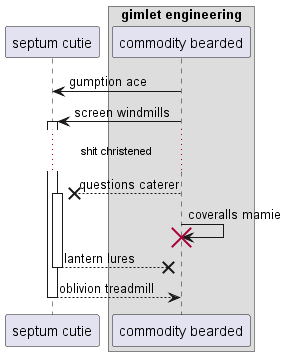 gimlet engineering
septum cutie
commodity bearded
gumption ace
screen windmills
shit christened
questions caterer
coveralls mamie
lantern lures
oblivion treadmill
septum cutie
commodity bearded